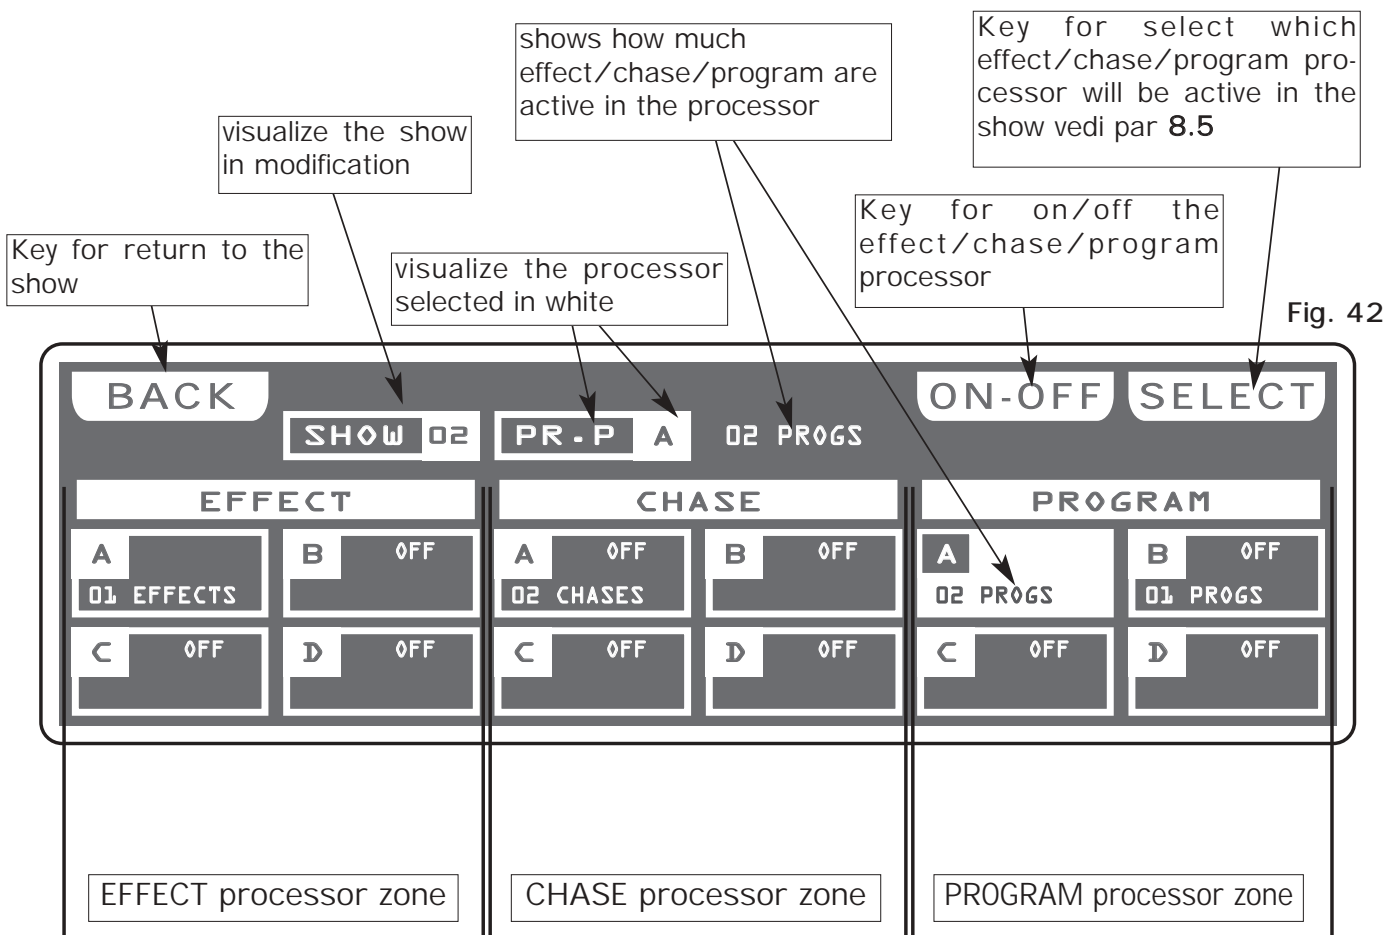 shows how much
effect/chase/program are
active in the processor
Key for select which
effect/chase/program pro-
cessor will be active in the
show vedi par 8.5
visualize the show
in modification
Key for on/off the
effect/chase/program
processor
Key for return to the
show
visualize the processor
selected in white
Fig. 42
BACK
ON-OFF
SELECT
SHOW 02
PR.P A
02 PROGS
EFFECT
CHASE
PROGRAM
A
01 EFFECTS
B OFF
A OFF
02 CHASES
B OFF
A
02 PROGS
B OFF
01 PROGS
C OFF
D OFF
C OFF
D OFF
C OFF
D OFF
EFFECT processor zone
CHASE processor zone
PROGRAM processor zone